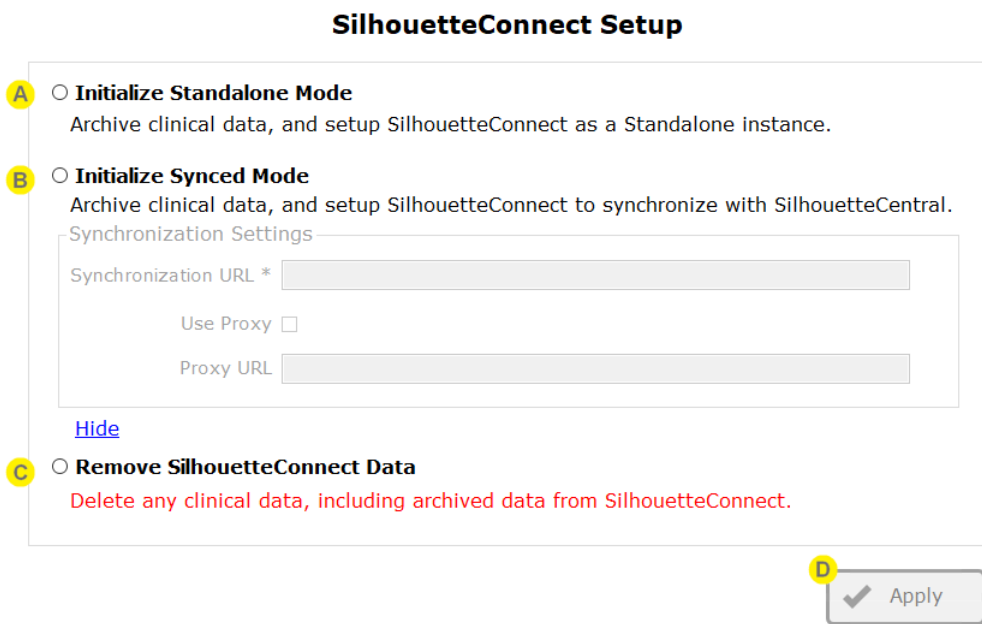 SilhouetteConnect Setup
A Initialize Standalone Mode
Archive clinical data, and setup SilhouetteConnect as a Standalone instance.
B Initialize Synced Mode
Archive clinical data, and setup SilhouetteConnect to synchronize with SilhouetteCentral.
Synchronization Settings
Synchronization URL *
Use Proxy
Proxy URL
Hide
C Remove SilhouetteConnect Data
Delete any clinical data, including archived data from SilhouetteConnect.
D
Apply